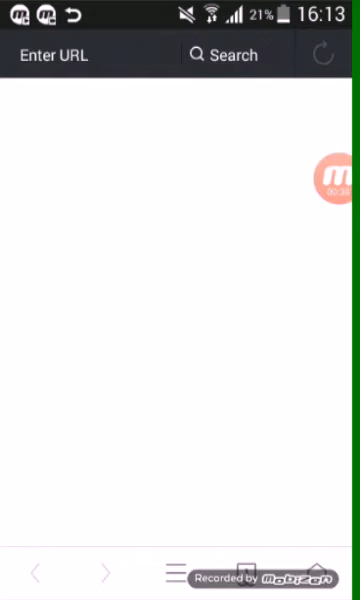 21% 16:13
Enter URL Search
m
00:38
Recorded by mobizen